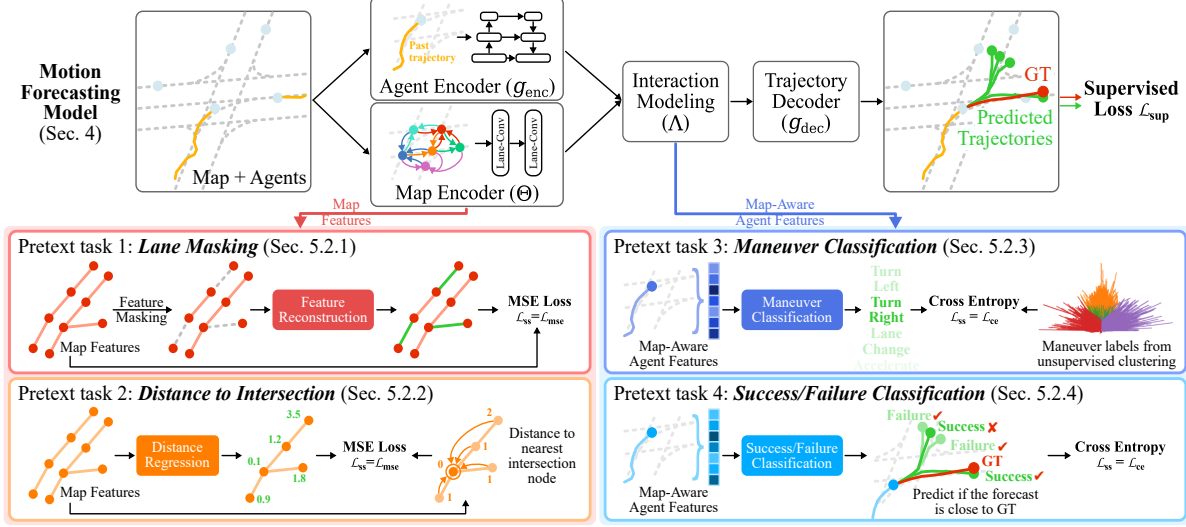 Motion
Forecasting
Model
(Sec. 4)
Map + Agents
Past
trajectory
Agent Encoder (g_enc)
Lane-Conv
Lane-Conv
Map Encoder (Θ)
Interaction
Modeling
(Λ)
Trajectory
Decoder
(g_dec)
GT
Predicted
Trajectories
Supervised
Loss ℒ_sup
Map
Features
Map-Aware
Agent Features
Pretext task 1: Lane Masking (Sec. 5.2.1)
Feature
Masking
Feature
Reconstruction
MSE Loss
ℒ_ss=ℒ_mse
Map Features
Pretext task 2: Distance to Intersection (Sec. 5.2.2)
Map Features
Distance
Regression
3.5
1.2
0.1
1.8
0.9
MSE Loss
ℒ_ss=ℒ_mse
2
1
0
1
1
Distance to
nearest
intersection
node
Pretext task 3: Maneuver Classification (Sec. 5.2.3)
Map-Aware
Agent Features
Maneuver
Classification
Turn
Left
Turn
Right
Lane
Change
Accelerate
Cross Entropy
ℒ_ss = ℒ_ce
Maneuver labels from
unsupervised clustering
Pretext task 4: Success/Failure Classification (Sec. 5.2.4)
Map-Aware
Agent Features
Success/Failure
Classification
Failure✓
Success✗
Failure✓
GT
Success✓
Predict if the forecast
is close to GT
Cross Entropy
ℒ_ss = ℒ_ce